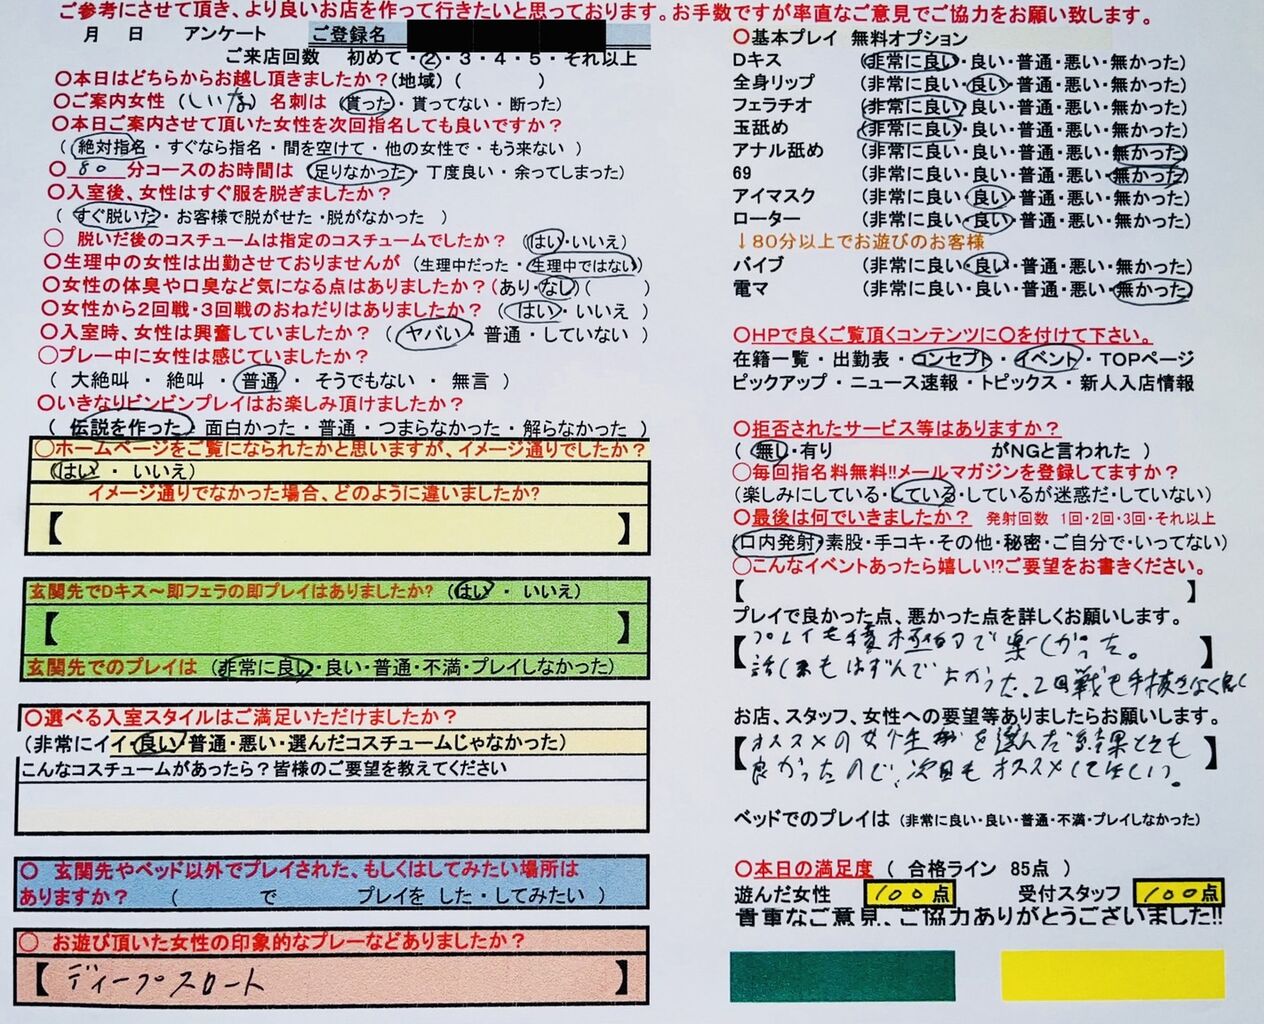 ご参考にさせて頂き、より良いお店を作って行きたいと思っております。お手数ですが率直なご意見でご協力をお願い致します。
月 日 アンケート ご登録名
ご来店回数 初めて・②・3・4・5・それ以上
〇本日はどちらからお越し頂きましたか?(地域) ( )
〇ご案内女性 (しいな) 名刺は (貰った・貰ってない・断った)
〇本日ご案内させて頂いた女性を次回指名しても良いですか?
( 絶対指名・すぐなら指名・間を空けて・他の女性で・もう来ない )
〇 80 分コースのお時間は (足りなかった・丁度良い・余ってしまった)
〇入室後、女性はすぐ服を脱ぎましたか?
( すぐ脱いだ・お客様で脱がせた・脱がなかった )
〇 脱いだ後のコスチュームは指定のコスチュームでしたか? (はい・いいえ)
〇生理中の女性は出勤させておりませんが (生理中だった・生理中ではない)
〇女性の体臭や口臭など気になる点はありましたか?(あり・なし)( )
〇女性から2回戦・3回戦のおねだりはありましたか? ( はい・いいえ )
〇入室時、女性は興奮していましたか? ( ヤバい・普通・していない )
〇プレー中に女性は感じていましたか?
( 大絶叫 ・ 絶叫 ・ 普通 ・ そうでもない ・ 無言 )
〇いきなりビンビンプレイはお楽しみ頂けましたか?
( 伝説を作った・面白かった・普通・つまらなかった・解らなかった )
〇ホームページをご覧になられたかと思いますが、イメージ通りでしたか?
(はい ・ いいえ)
イメージ通りでなかった場合、どのように違いましたか?
【 】
玄関先でDキス〜即フェラの即プレイはありましたか? (はい ・ いいえ)
【 】
玄関先でのプレイは (非常に良い・良い・普通・不満・プレイしなかった)
〇選べる入室スタイルはご満足いただけましたか?
(非常にイイ・良い・普通・悪い・選んだコスチュームじゃなかった)
こんなコスチュームがあったら?皆様のご要望を教えてください
〇 玄関先やベッド以外でプレイされた、もしくはしてみたい場所は
ありますか? ( で プレイを した・してみたい )
〇 お遊び頂いた女性の印象的なプレーなどありましたか?
【 ディープスロート 】
〇基本プレイ 無料オプション
Dキス (非常に良い・良い・普通・悪い・無かった)
全身リップ (非常に良い・良い・普通・悪い・無かった)
フェラチオ (非常に良い・良い・普通・悪い・無かった)
玉舐め (非常に良い・良い・普通・悪い・無かった)
アナル舐め (非常に良い・良い・普通・悪い・無かった)
69 (非常に良い・良い・普通・悪い・無かった)
アイマスク (非常に良い・良い・普通・悪い・無かった)
ローター (非常に良い・良い・普通・悪い・無かった)
↓80分以上でお遊びのお客様
バイブ (非常に良い・良い・普通・悪い・無かった)
電マ (非常に良い・良い・普通・悪い・無かった)
〇HPで良くご覧頂くコンテンツに〇を付けて下さい。
在籍一覧・出勤表・コンセプト・イベント・TOPページ
ピックアップ・ニュース速報・トピックス・新人入店情報
〇拒否されたサービス等はありますか?
( 無し・有り がNGと言われた )
〇毎回指名料無料!!メールマガジンを登録してますか?
(楽しみにしている・している・しているが迷惑だ・していない)
〇最後は何でいきましたか? 発射回数 1回・2回・3回・それ以上
(口内発射・素股・手コキ・その他・秘密・ご自分で・いってない)
〇こんなイベントあったら嬉しい!?ご要望をお書きください。
【 】
プレイで良かった点、悪かった点を詳しくお願いします。
【プレイも積極的で楽しかった。
話しもはずんでよかった。2回戦も手抜きなく良く】
お店、スタッフ、女性への要望等ありましたらお願いします。
【オススメの女性を選んだ結果とても
良かったので、次回もオススメしてほしい。】
ベッドでのプレイは (非常に良い・良い・普通・不満・プレイしなかった)
〇本日の満足度 ( 合格ライン 85点 )
遊んだ女性 100点 受付スタッフ 100点
貴重なご意見、ご協力ありがとうございました!!